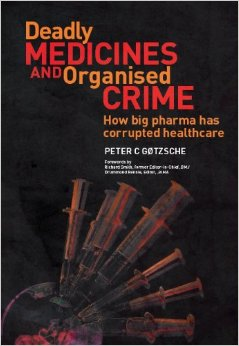 Deadly
MEDICINES
AND Organised
CRIME
How big pharma has
corrupted healthcare
PETER C GØTZSCHE
Forewords by
Richard Smith, Former Editor-in-Chief, BMJ
Drummond Rennie, Editor, JAMA